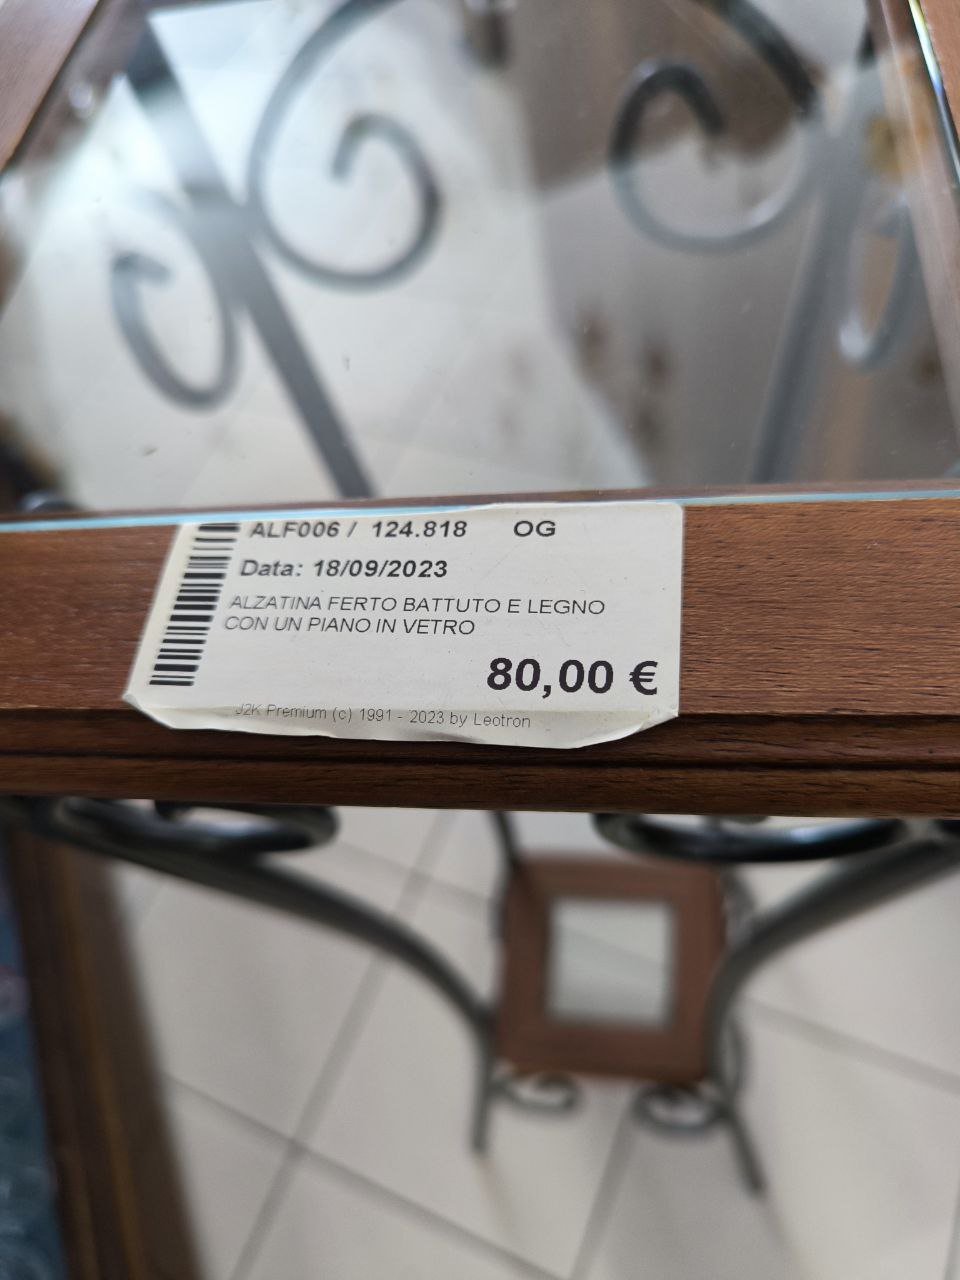 ALF006 / 124.818 OG
Data: 18/09/2023
ALZATINA FERTO BATTUTO E LEGNO
CON UN PIANO IN VETRO
80,00 €
J2K Premium (c) 1991 - 2023 by Leotron